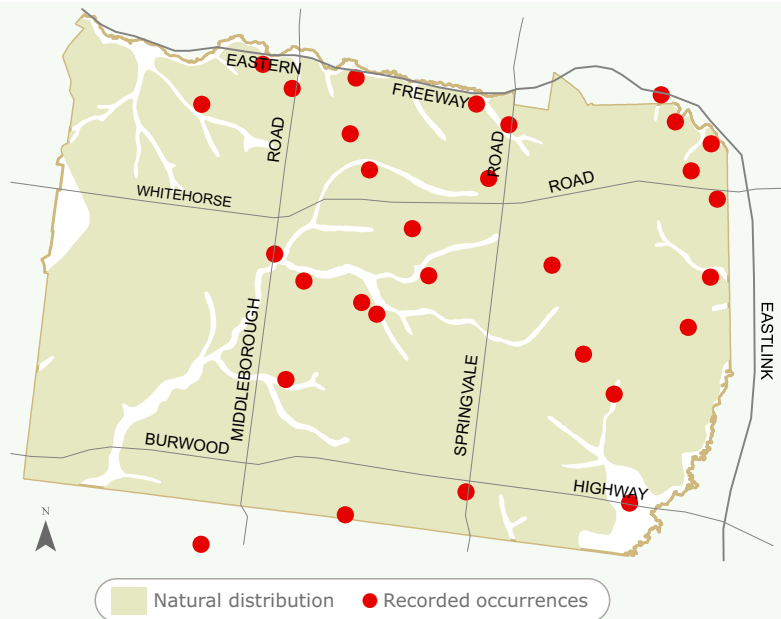 EASTERN
FREEWAY
ROAD
ROAD
WHITEHORSE
ROAD
MIDDLEBOROUGH
SPRINGVALE
EASTLINK
BURWOOD
HIGHWAY
N
Natural distribution
Recorded occurrences